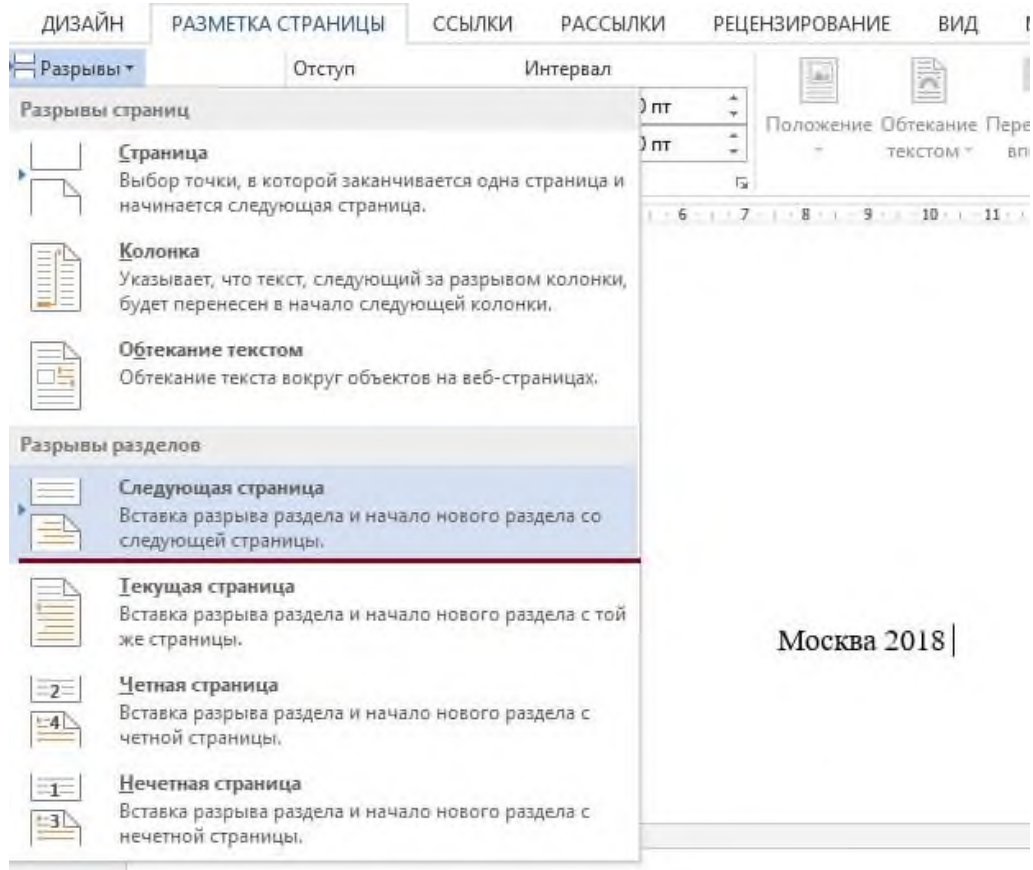 ДИЗАЙН РАЗМЕТКА СТРАНИЦЫ ССЫЛКИ РАССЫЛКИ РЕЦЕНЗИРОВАНИЕ ВИД
Разрывы Отступ Интервал
Разрывы страниц
пт
пт
Положение Обтекание
текстом
Страница
Выбор точки, в которой заканчивается одна страница и
начинается следующая страница.
6 7 8 9 10 11
Колонка
Указывает, что текст, следующий за разрывом колонки,
будет перенесен в начало следующей колонки.
Обтекание текстом
Обтекание текста вокруг объектов на веб-страницах.
Разрывы разделов
Следующая страница
Вставка разрыва раздела и начало нового раздела со
следующей страницы.
Текущая страница
Вставка разрыва раздела и начало нового раздела с той
же страницы.
Москва 2018
2
4
Четная страница
Вставка разрыва раздела и начало нового раздела с
четной страницы.
1
3
Нечетная страница
Вставка разрыва раздела и начало нового раздела с
нечетной страницы.